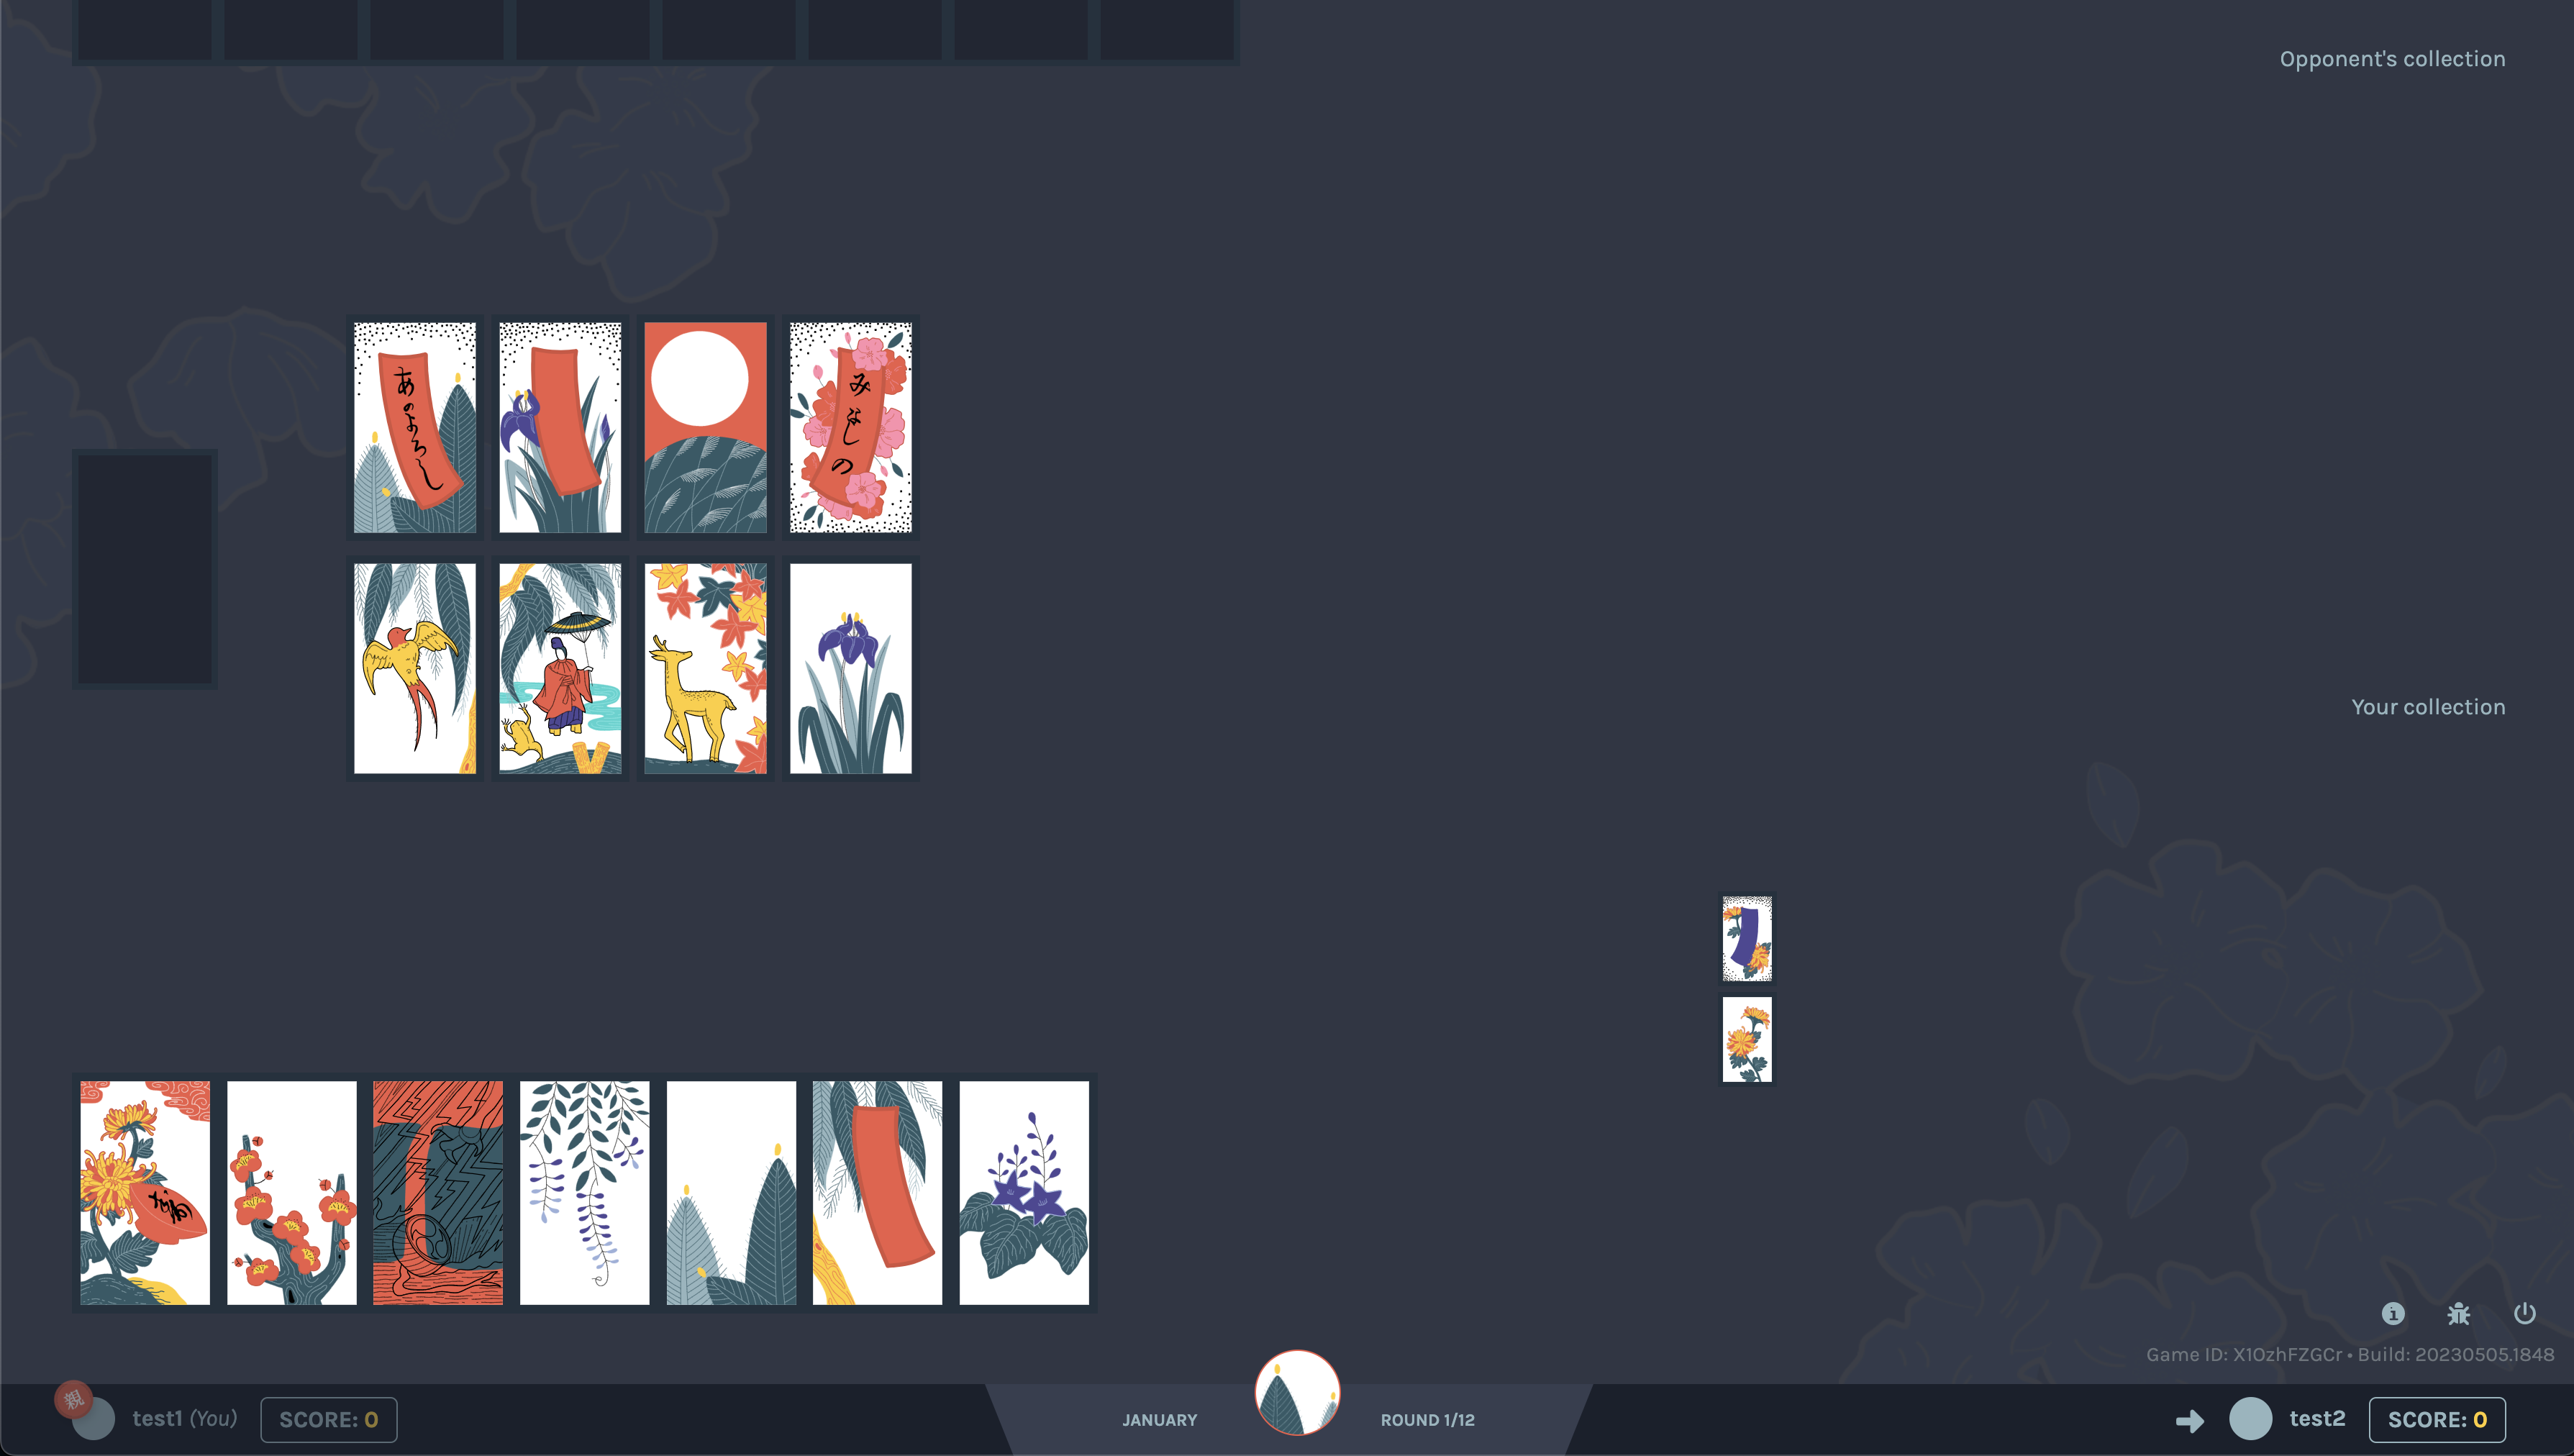 Opponent's collection
あのよろし
みよしの
Your collection
Game ID: X1OzhFZGCr • Build: 20230505.1848
親
test1 (You)
SCORE: 0
JANUARY
ROUND 1/12
test2
SCORE: 0